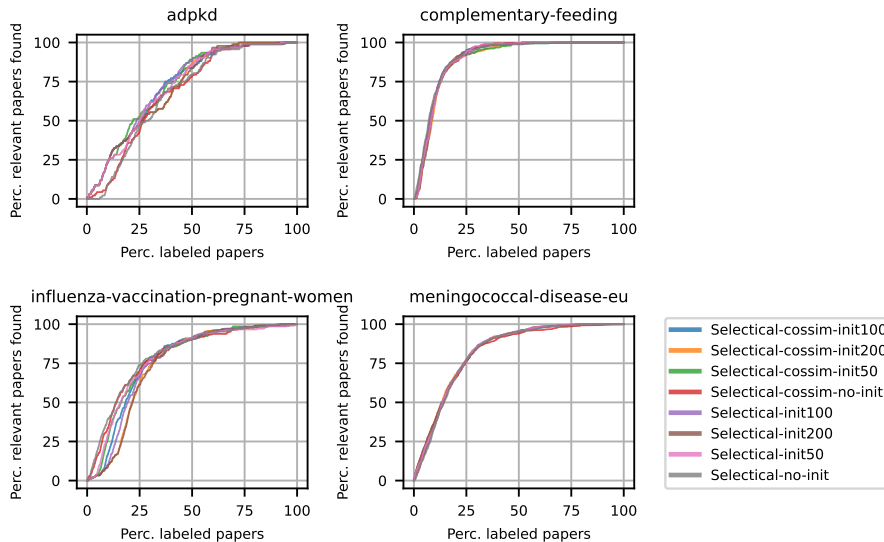 adpkd
complementary-feeding
Perc. relevant papers found
100
75
50
25
0
0 25 50 75 100
Perc. labeled papers
Perc. relevant papers found
100
75
50
25
0
0 25 50 75 100
Perc. labeled papers
influenza-vaccination-pregnant-women
meningococcal-disease-eu
Perc. relevant papers found
100
75
50
25
0
0 25 50 75 100
Perc. labeled papers
Perc. relevant papers found
100
75
50
25
0
0 25 50 75 100
Perc. labeled papers
Selectical-cossim-init100
Selectical-cossim-init200
Selectical-cossim-init50
Selectical-cossim-no-init
Selectical-init100
Selectical-init200
Selectical-init50
Selectical-no-init